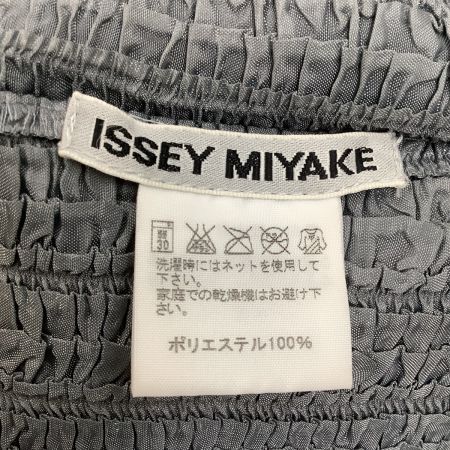 ISSEY MIYAKE
弱
30
洗濯時にはネットを使用して
下さい。
家庭での乾燥機はお避け下
さい。
ポリエステル100%